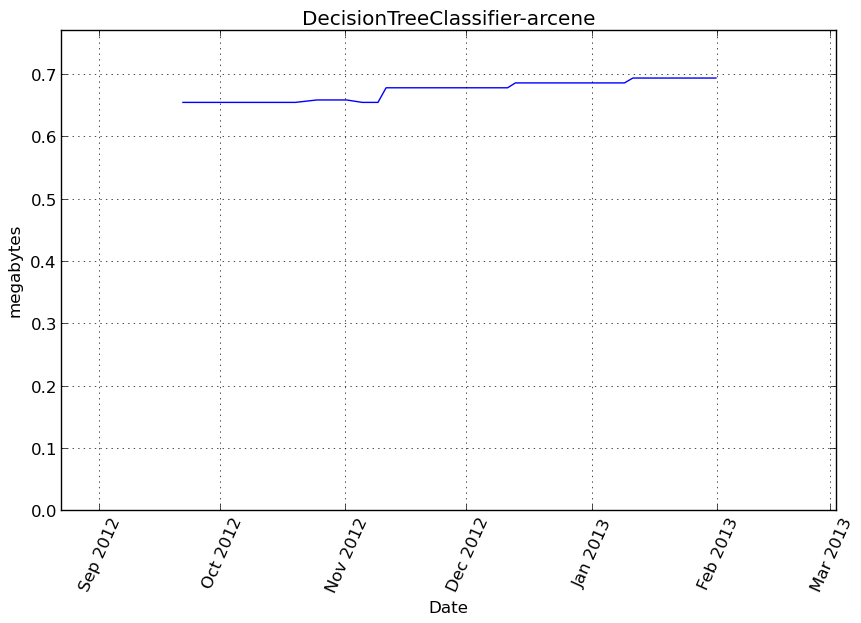 DecisionTreeClassifier-arcene
0.7
0.6
0.5
0.4
0.3
0.2
0.1
0.0
megabytes
Sep 2012
Oct 2012
Nov 2012
Dec 2012
Jan 2013
Feb 2013
Mar 2013
Date